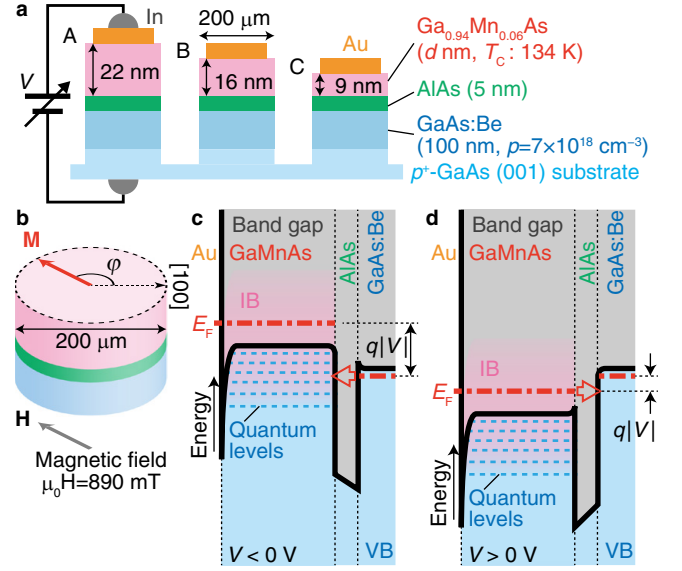 a
In
A
22 nm
V
200 μm
B
16 nm
C
9 nm
Au
Ga0.94Mn0.06As
(d nm, TC : 134 K)
AlAs (5 nm)
GaAs:Be
(100 nm, p=7×10¹⁸ cm⁻³)
p⁺-GaAs (001) substrate
b
M
φ
[100]
200 μm
H
Magnetic field
μ0H=890 mT
c
Band gap
Au
GaMnAs
AlAs
GaAs:Be
IB
EF
q|V|
Energy
Quantum
levels
V < 0 V
d
Band gap
Au
GaMnAs
AlAs
GaAs:Be
IB
EF
q|V|
Energy
Quantum
levels
V > 0 V
VB